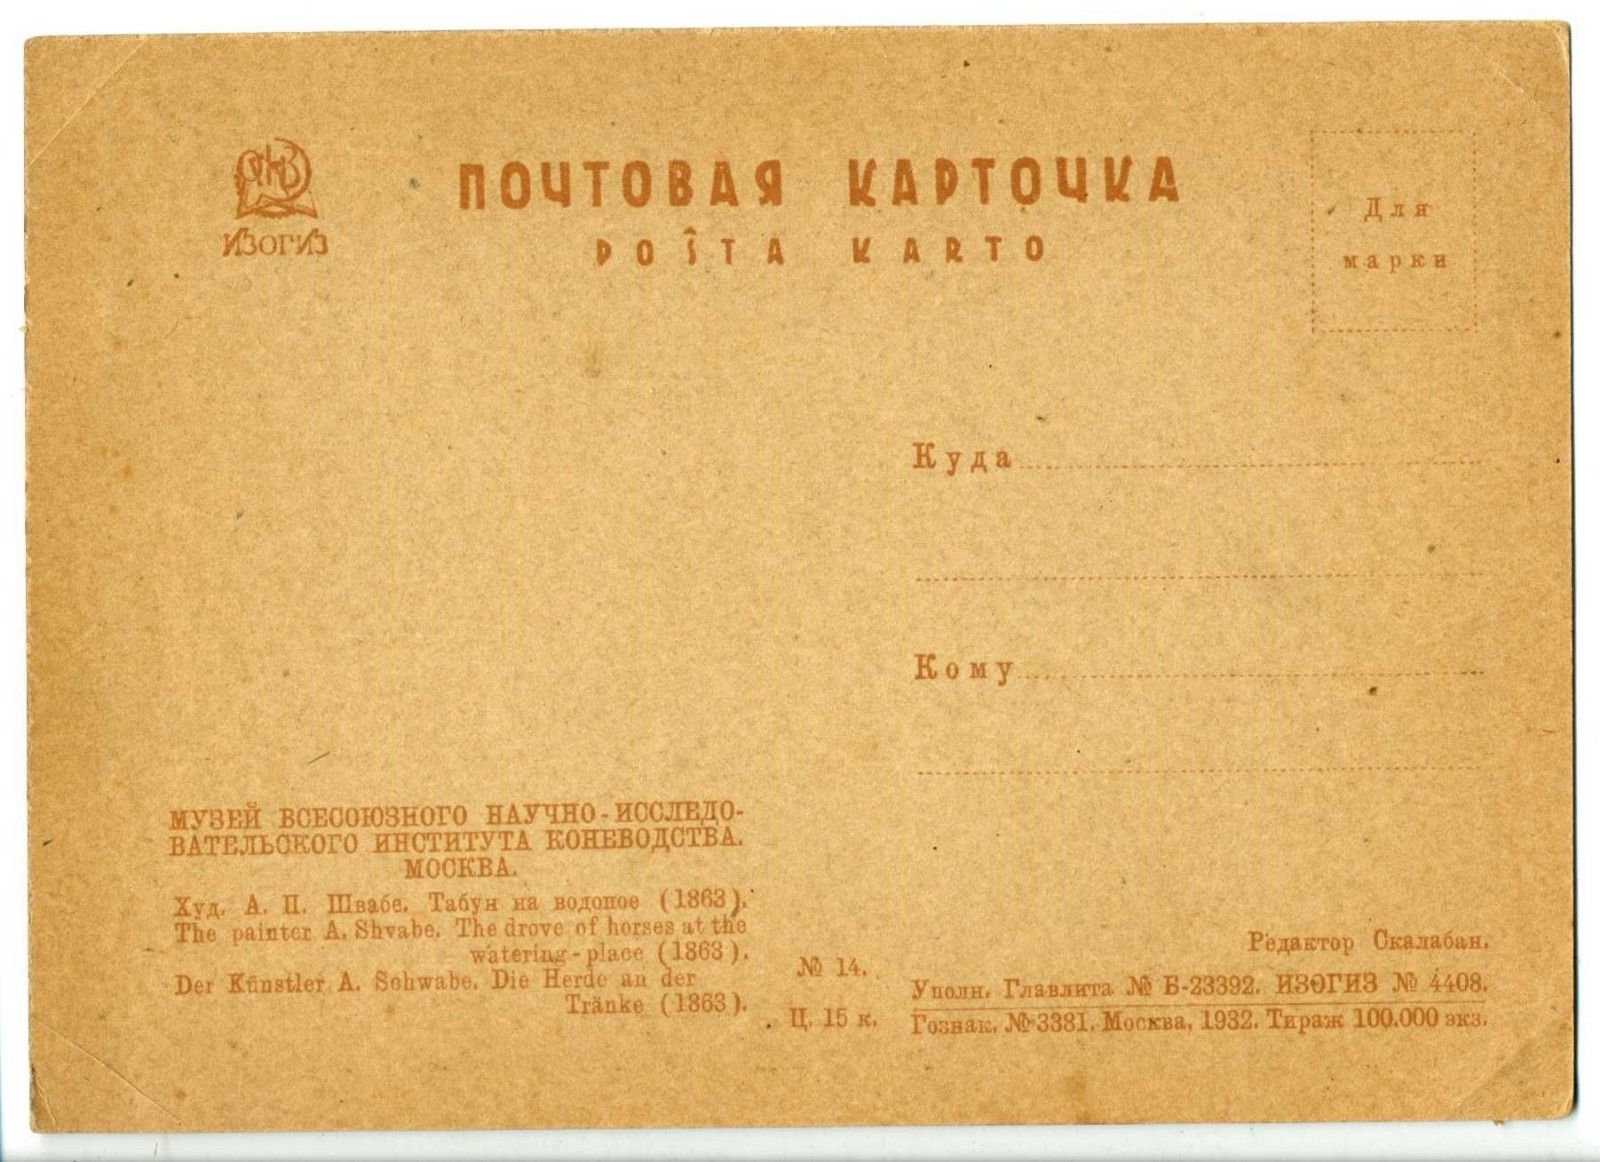 ИЗОГИЗ
ПОЧТОВАЯ КАРТОЧКА
POŜTA KARTO
Для
марки
Куда
Кому
МУЗЕЙ ВСЕСОЮЗНОГО НАУЧНО-ИССЛЕДО-
ВАТЕЛЬСКОГО ИНСТИТУТА КОНЕВОДСТВА.
МОСКВА.
Худ. А. П. Швабе. Табун на водопое (1863).
The painter A. Shvabe. The drove of horses at the
watering-place (1863).
Der Künstler A. Schwabe. Die Herde an der
Tränke (1863).
№ 14.
Ц. 15 к.
Редактор Скалабан.
Уполн. Главлита № Б-23392. ИЗОГИЗ № 4408.
Гознак. № 3381. Москва, 1932. Тираж 100.000 экз.